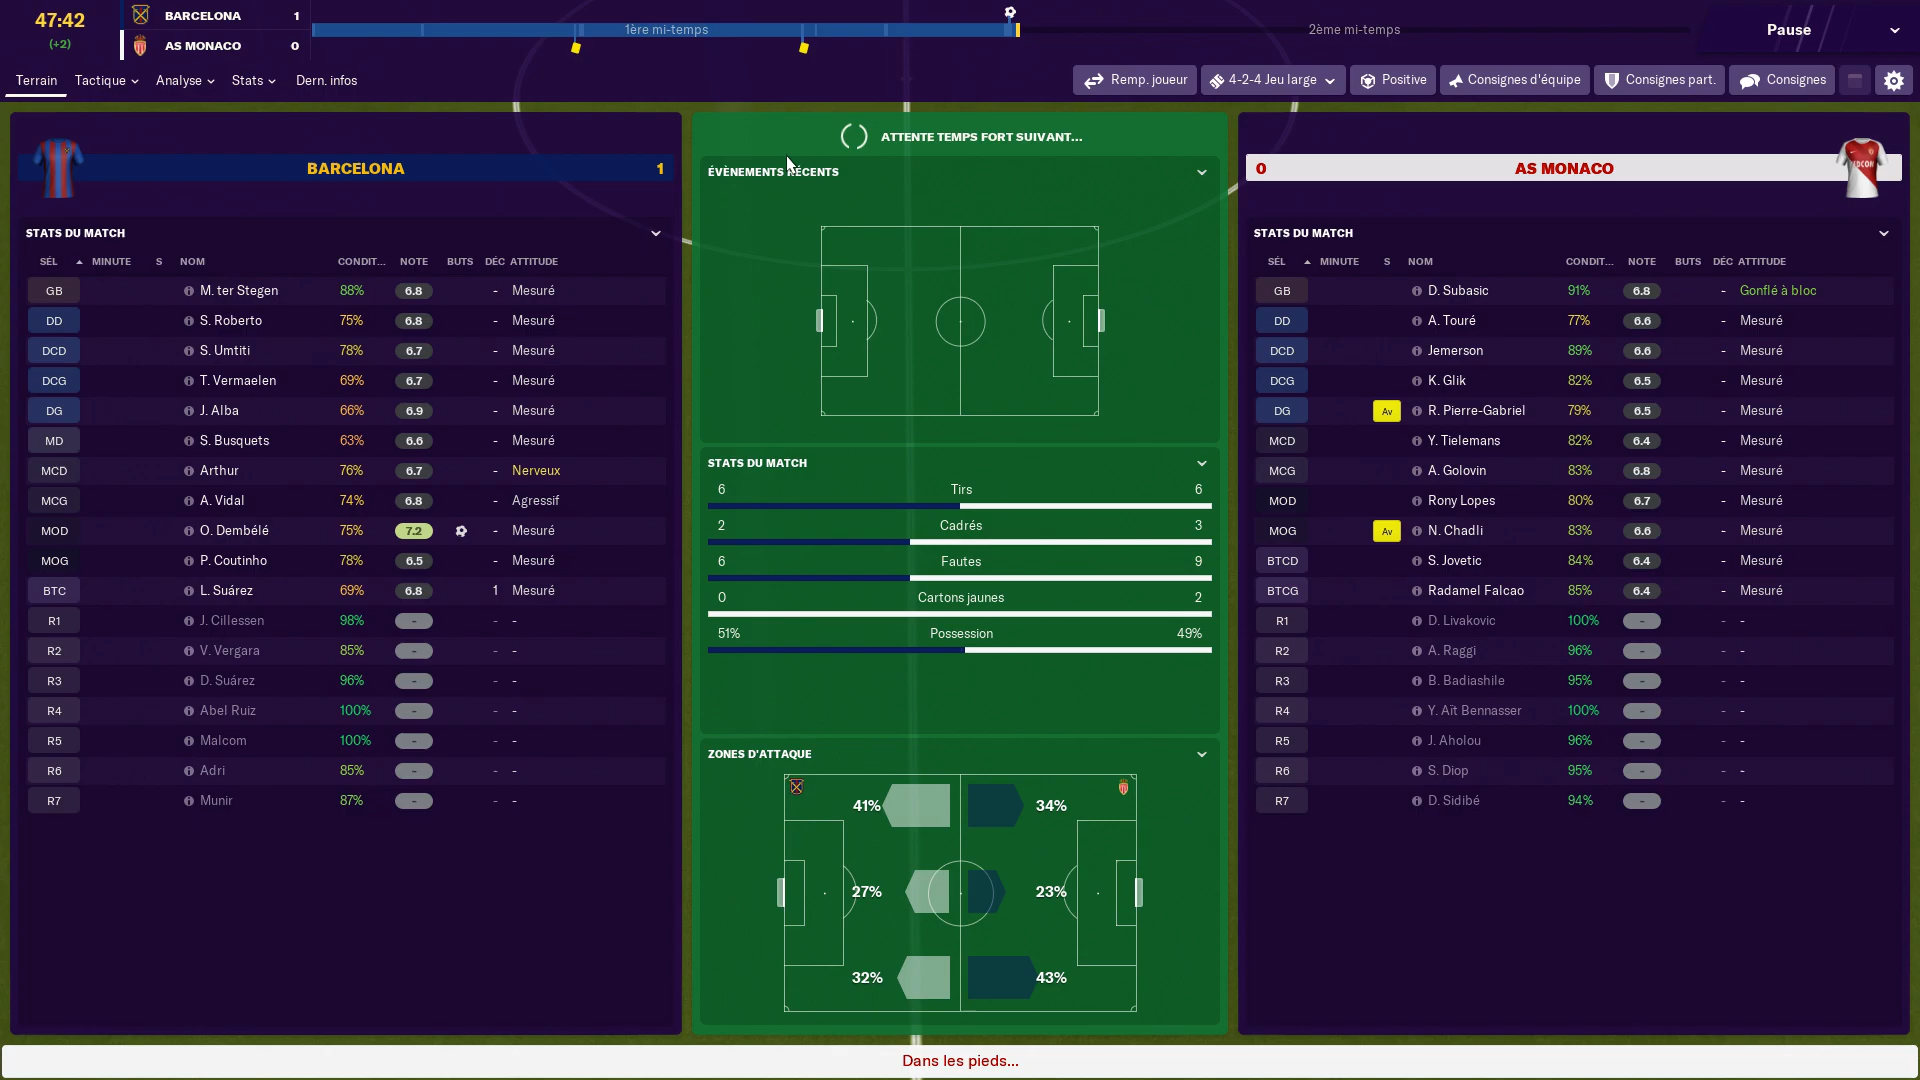 47:42
(+2)
BARCELONA 1
AS MONACO 0
1ère mi-temps
2ème mi-temps
Pause
Terrain Tactique Analyse Stats Dern. infos
Remp. joueur 4-2-4 Jeu large Positive Consignes d'équipe Consignes part. Consignes
BARCELONA 1
STATS DU MATCH
SÉL MINUTE S NOM CONDIT... NOTE BUTS DÉC ATTITUDE
GB M. ter Stegen 88% 6.8 - Mesuré
DD S. Roberto 75% 6.8 - Mesuré
DCD S. Umtiti 78% 6.7 - Mesuré
DCG T. Vermaelen 69% 6.7 - Mesuré
DG J. Alba 66% 6.9 - Mesuré
MD S. Busquets 63% 6.6 - Mesuré
MCD Arthur 76% 6.7 - Nerveux
MCG A. Vidal 74% 6.8 - Agressif
MOD O. Dembélé 75% 7.2 - Mesuré
MOG P. Coutinho 78% 6.5 - Mesuré
BTC L. Suárez 69% 6.8 1 Mesuré
R1 J. Cillessen 98% - - -
R2 V. Vergara 85% - - -
R3 D. Suárez 96% - - -
R4 Abel Ruiz 100% - - -
R5 Malcom 100% - - -
R6 Adri 85% - - -
R7 Munir 87% - - -
ATTENTE TEMPS FORT SUIVANT...
ÉVÈNEMENTS RÉCENTS
STATS DU MATCH
6 Tirs 6
2 Cadrés 3
6 Fautes 9
0 Cartons jaunes 2
51% Possession 49%
ZONES D'ATTAQUE
41% 34%
27% 23%
32% 43%
0 AS MONACO
STATS DU MATCH
SÉL MINUTE S NOM CONDIT... NOTE BUTS DÉC ATTITUDE
GB D. Subasic 91% 6.8 - Gonflé à bloc
DD A. Touré 77% 6.6 - Mesuré
DCD Jemerson 89% 6.6 - Mesuré
DCG K. Glik 82% 6.5 - Mesuré
DG Av R. Pierre-Gabriel 79% 6.5 - Mesuré
MCD Y. Tielemans 82% 6.4 - Mesuré
MCG A. Golovin 83% 6.8 - Mesuré
MOD Rony Lopes 80% 6.7 - Mesuré
MOG Av N. Chadli 83% 6.6 - Mesuré
BTCD S. Jovetic 84% 6.4 - Mesuré
BTCG Radamel Falcao 85% 6.4 - Mesuré
R1 D. Livakovic 100% - - -
R2 A. Raggi 96% - - -
R3 B. Badiashile 95% - - -
R4 Y. Aït Bennasser 100% - - -
R5 J. Aholou 96% - - -
R6 S. Diop 95% - - -
R7 D. Sidibé 94% - - -
Dans les pieds...